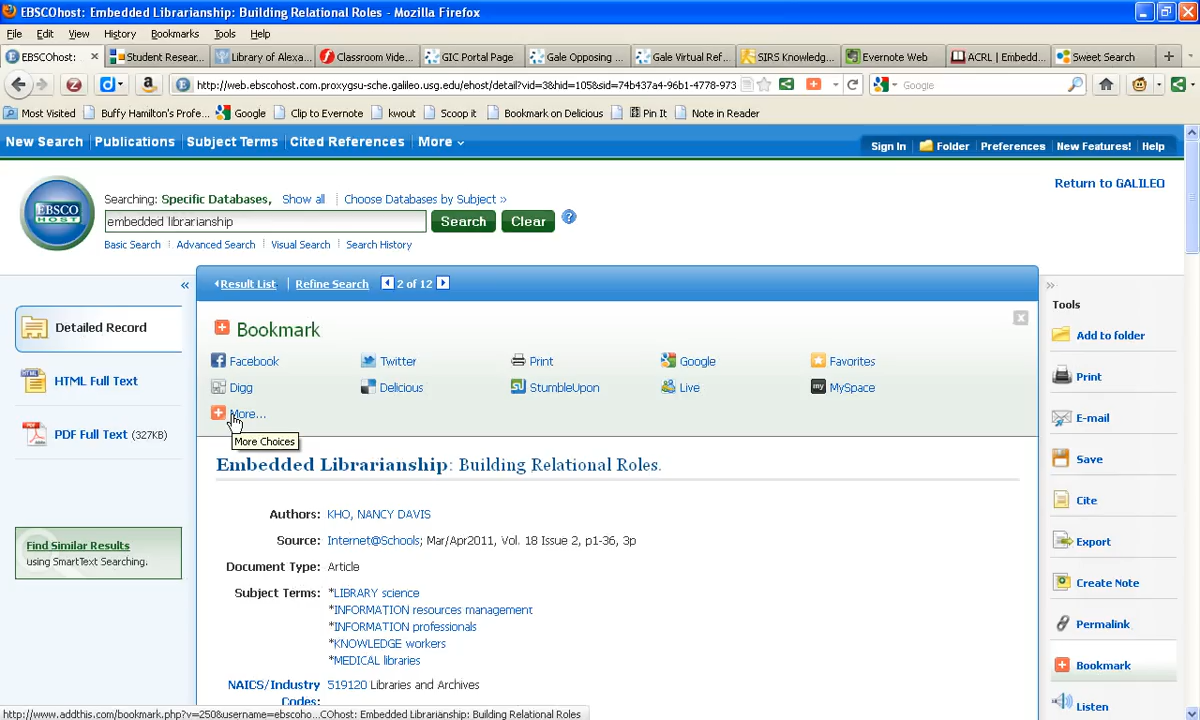 EBSCOhost: Embedded Librarianship: Building Relational Roles - Mozilla Firefox
File Edit View History Bookmarks Tools Help
EBSCOhost: Student Resear... Library of Alexa... Classroom Vide... GIC Portal Page Gale Opposing ... Gale Virtual Ref... SIRS Knowledg... Evernote Web ACRL | Embedd... Sweet Search
http://web.ebscohost.com.proxygsu-sche.galileo.usg.edu/ehost/detail?vid=3&hid=105&sid=74b437a4-96b1-4778-973 Google
Most Visited Buffy Hamilton's Profe... Google Clip to Evernote kwout Scoop it Bookmark on Delicious Pin It Note in Reader
New Search Publications Subject Terms Cited References More
Sign In Folder Preferences New Features! Help
Return to GALILEO
EBSCO HOST
Searching: Specific Databases, Show all | Choose Databases by Subject »
embedded librarianship Search Clear ?
Basic Search | Advanced Search | Visual Search | Search History
Result List | Refine Search 2 of 12
Detailed Record
HTML Full Text
PDF Full Text (327KB)
Find Similar Results
using SmartText Searching.
Bookmark
Facebook Twitter Print Google Favorites
Digg Delicious StumbleUpon Live MySpace
More...
More Choices
Embedded Librarianship: Building Relational Roles.
Authors: KHO, NANCY DAVIS
Source: Internet@Schools; Mar/Apr2011, Vol. 18 Issue 2, p1-36, 3p
Document Type: Article
Subject Terms: *LIBRARY science
*INFORMATION resources management
*INFORMATION professionals
*KNOWLEDGE workers
*MEDICAL libraries
NAICS/Industry 519120 Libraries and Archives
Codes:
Tools
Add to folder
Print
E-mail
Save
Cite
Export
Create Note
Permalink
Bookmark
Listen
http://www.addthis.com/bookmark.php?v=250&username=ebscoho...COhost: Embedded Librarianship: Building Relational Roles